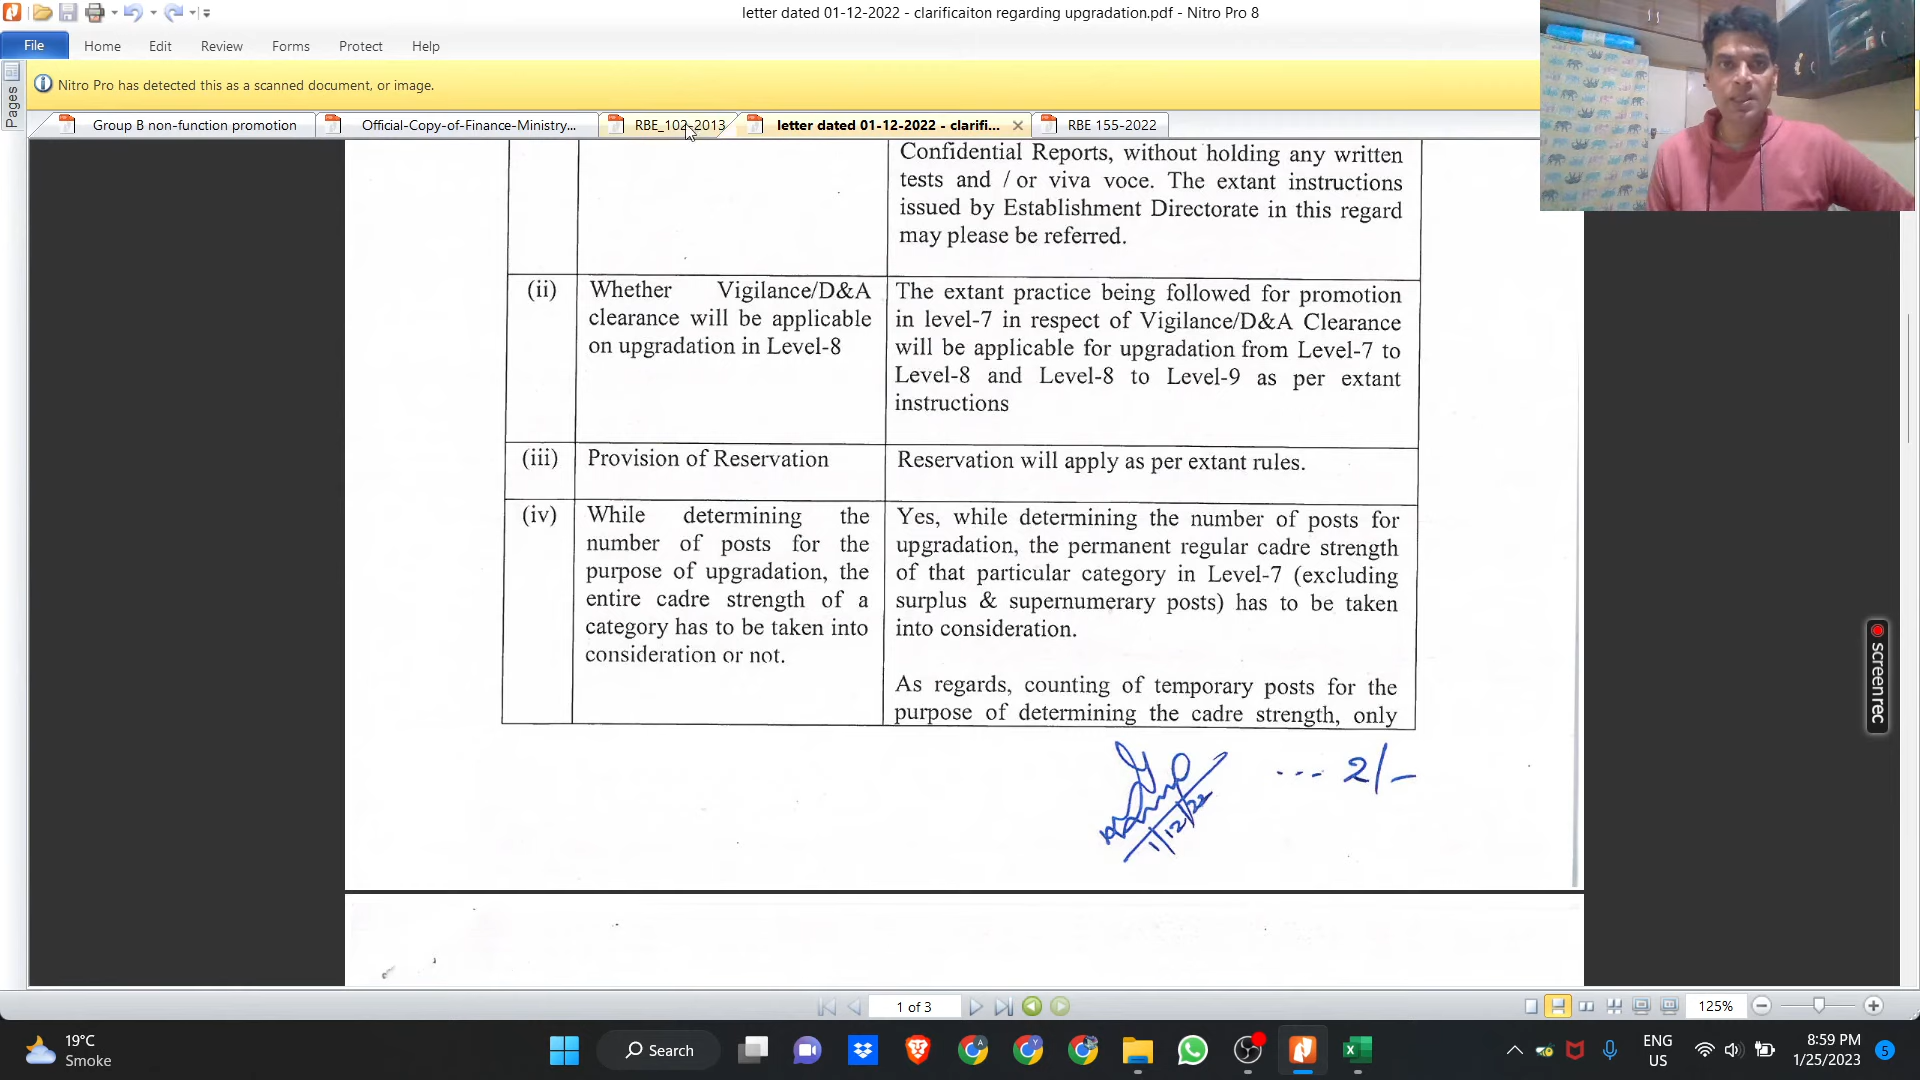 letter dated 01-12-2022 - clarificaiton regarding upgradation.pdf - Nitro Pro 8
File
Home
Edit
Review
Forms
Protect
Help
Pages
Nitro Pro has detected this as a scanned document, or image.
Group B non-function promotion
Official-Copy-of-Finance-Ministry...
RBE_102-2013
letter dated 01-12-2022 - clarifi...
RBE 155-2022
Confidential Reports, without holding any written
tests and / or viva voce. The extant instructions
issued by Establishment Directorate in this regard
may please be referred.
(ii)
Whether Vigilance/D&A
clearance will be applicable
on upgradation in Level-8
The extant practice being followed for promotion
in level-7 in respect of Vigilance/D&A Clearance
will be applicable for upgradation from Level-7 to
Level-8 and Level-8 to Level-9 as per extant
instructions
(iii)
Provision of Reservation
Reservation will apply as per extant rules.
(iv)
While determining the
number of posts for the
purpose of upgradation, the
entire cadre strength of a
category has to be taken into
consideration or not.
Yes, while determining the number of posts for
upgradation, the permanent regular cadre strength
of that particular category in Level-7 (excluding
surplus & supernumerary posts) has to be taken
into consideration.
As regards, counting of temporary posts for the
purpose of determining the cadre strength, only
1/12/22
... 2/-
screenrec
1 of 3
125%
19°C
Smoke
Search
ENG
US
8:59 PM
1/25/2023
5